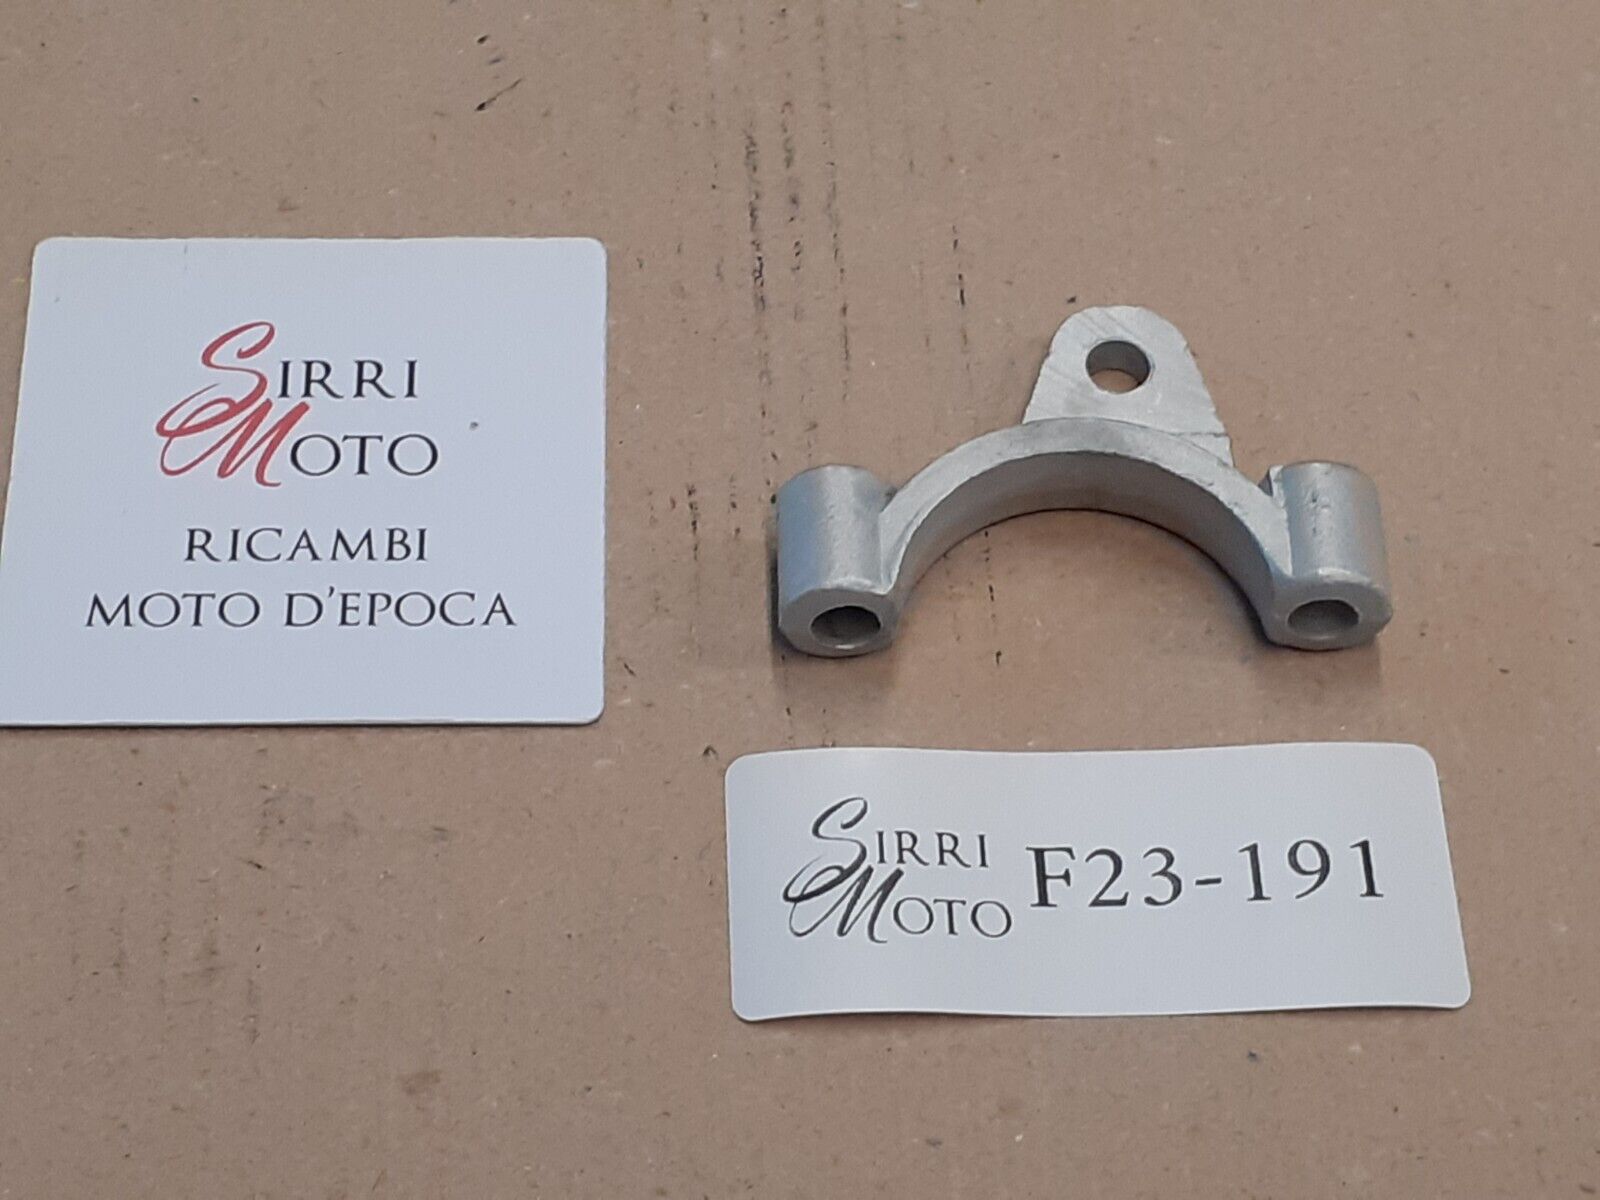 SIRRI
MOTO
RICAMBI
MOTO D'EPOCA
SIRRI
MOTO
F23-191